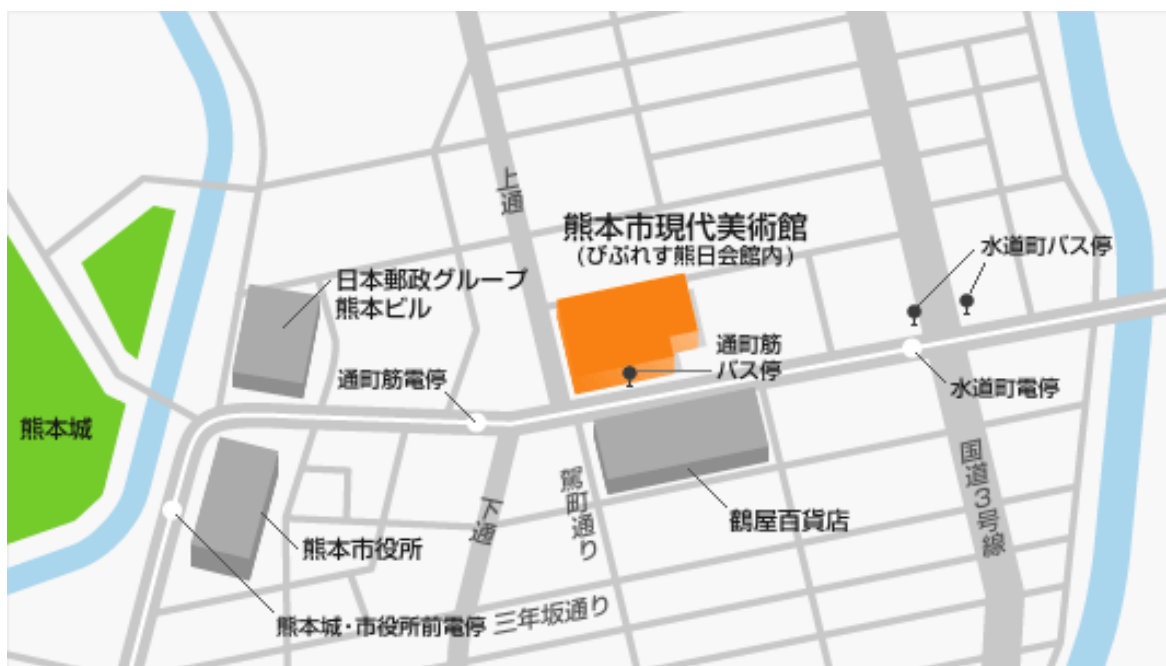 上通
熊本市現代美術館
(びぷれす熊日会館内)
水道町バス停
日本郵政グループ
熊本ビル
通町筋
バス停
通町筋電停
水道町電停
熊本城
国道3号線
駕町通り
下通
鶴屋百貨店
熊本市役所
三年坂通り
熊本城・市役所前電停